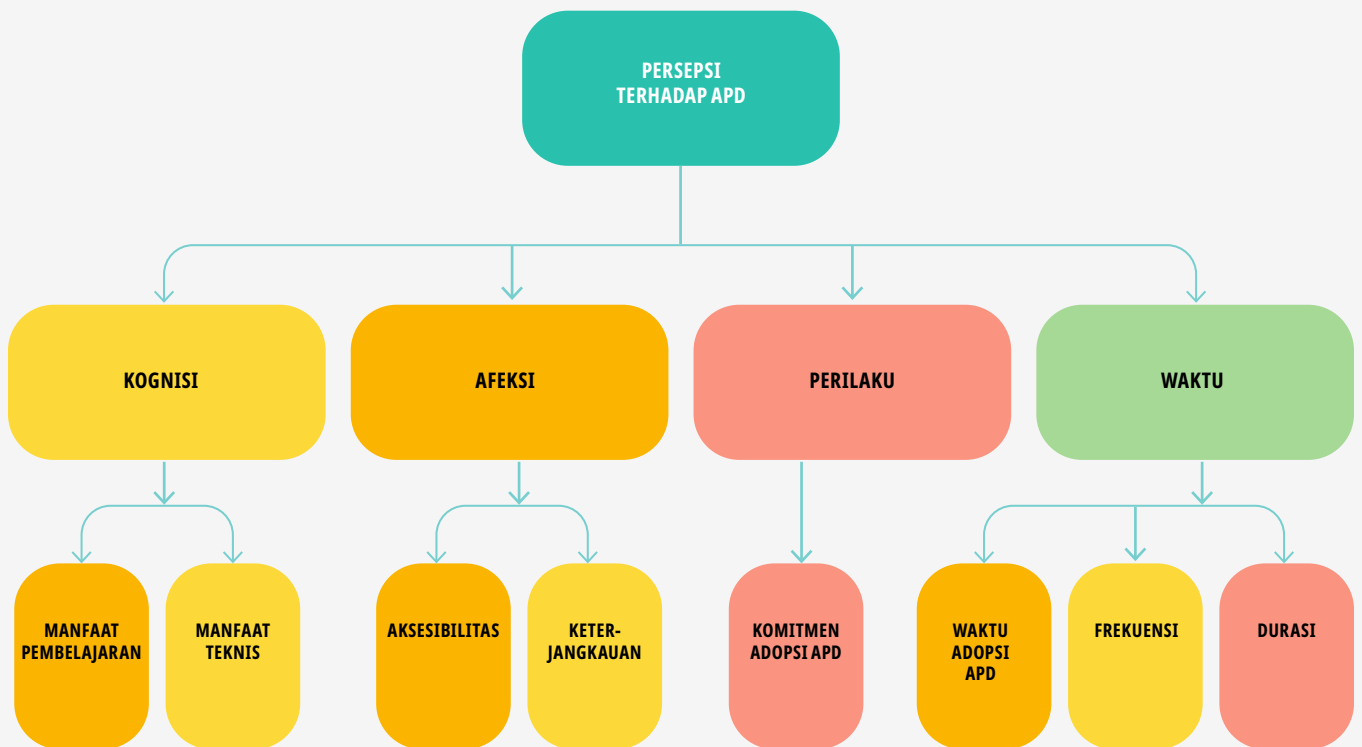 PERSEPSI
TERHADAP APD
KOGNISI
AFEKSI
PERILAKU
WAKTU
MANFAAT
PEMBELAJARAN
MANFAAT
TEKNIS
AKSESIBILITAS
KETER-
JANGKAUAN
KOMITMEN
ADOPSI APD
WAKTU
ADOPSI
APD
FREKUENSI
DURASI